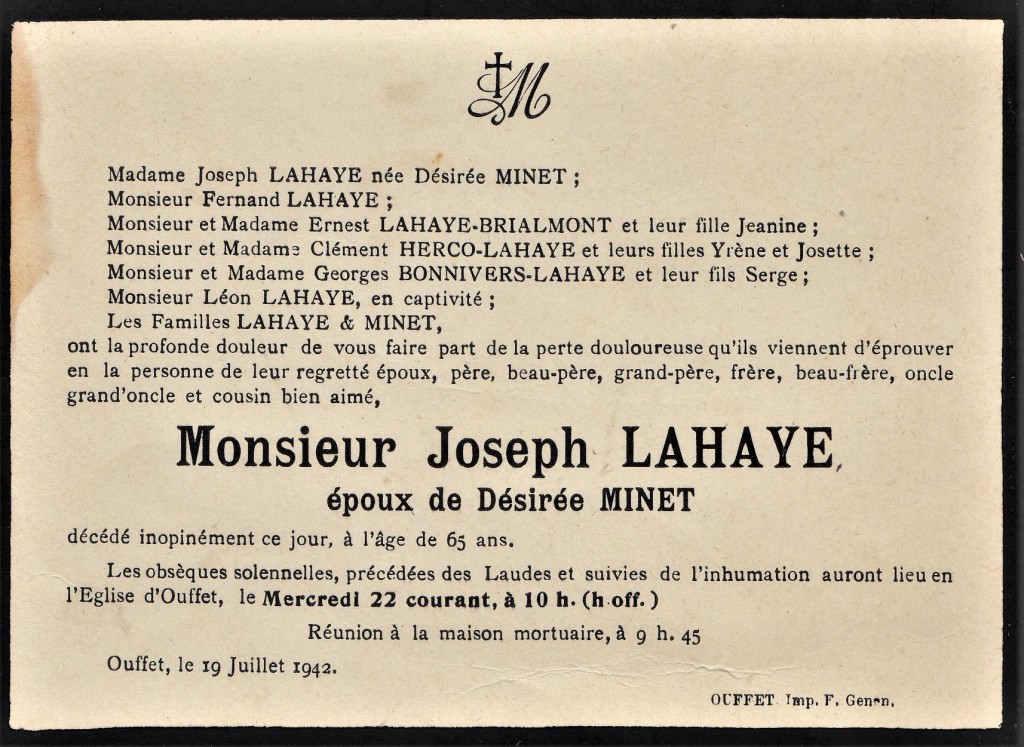 M
Madame Joseph LAHAYE née Désirée MINET ;
Monsieur Fernand LAHAYE ;
Monsieur et Madame Ernest LAHAYE-BRIALMONT et leur fille Jeanine ;
Monsieur et Madame Clément HERCO-LAHAYE et leurs filles Yrène et Josette ;
Monsieur et Madame Georges BONNIVERS-LAHAYE et leur fils Serge ;
Monsieur Léon LAHAYE, en captivité ;
Les Familles LAHAYE & MINET,
ont la profonde douleur de vous faire part de la perte douloureuse qu'ils viennent d'éprouver
en la personne de leur regretté époux, père, beau-père, grand-père, frère, beau-frère, oncle
grand'oncle et cousin bien aimé,
Monsieur Joseph LAHAYE,
époux de Désirée MINET
décédé inopinément ce jour, à l'âge de 65 ans.
Les obsèques solennelles, précédées des Laudes et suivies de l'inhumation auront lieu en
l'Eglise d'Ouffet, le Mercredi 22 courant, à 10 h. (h.off.)
Réunion à la maison mortuaire, à 9 h. 45
Ouffet, le 19 Juillet 1942.
OUFFET. Imp. F. Genen.